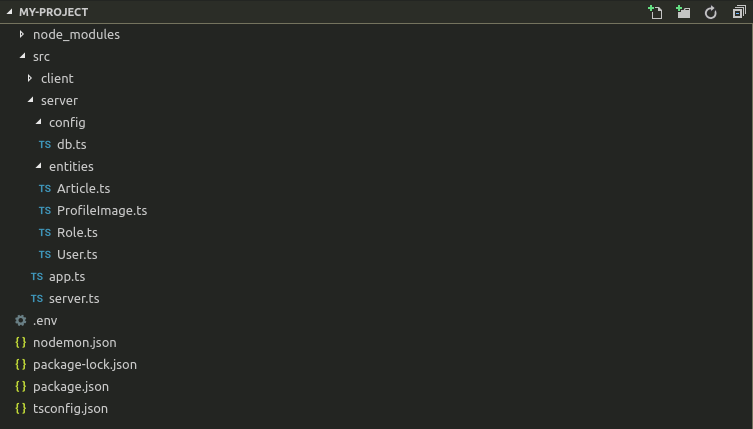 MY-PROJECT
node_modules
src
client
server
config
TS db.ts
entities
TS Article.ts
TS ProfileImage.ts
TS Role.ts
TS User.ts
TS app.ts
TS server.ts
.env
{ } nodemon.json
{ } package-lock.json
{ } package.json
{ } tsconfig.json